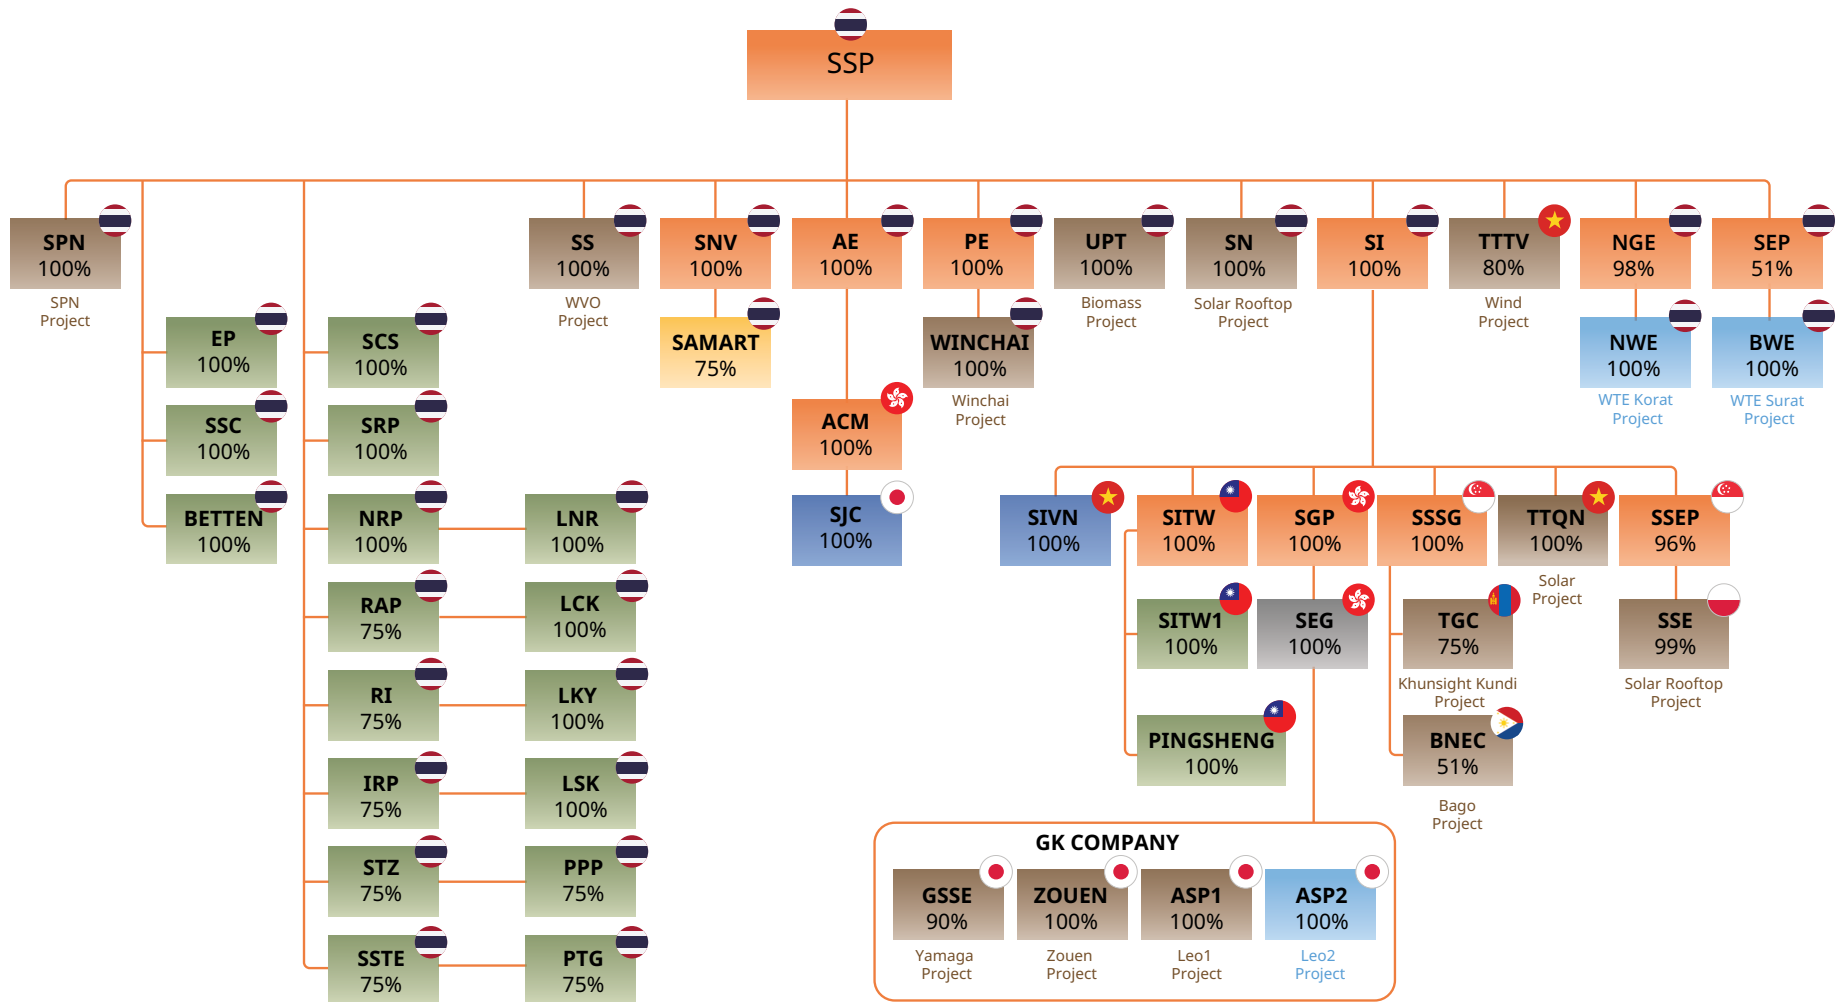 SSP
SPN
100%
SPN
Project
SS
100%
WVO
Project
SNV
100%
AE
100%
PE
100%
UPT
100%
Biomass
Project
SN
100%
Solar Rooftop
Project
SI
100%
TTTV
80%
Wind
Project
NGE
98%
SEP
51%
EP
100%
SCS
100%
SAMART
75%
WINCHAI
100%
Winchai
Project
NWE
100%
WTE Korat
Project
BWE
100%
WTE Surat
Project
SSC
100%
SRP
100%
ACM
100%
BETTEN
100%
NRP
100%
LNR
100%
SJC
100%
SIVN
100%
SITW
100%
SGP
100%
SSSG
100%
TTQN
100%
Solar
Project
SSEP
96%
RAP
75%
LCK
100%
SITW1
100%
SEG
100%
TGC
75%
Khunsight Kundi
Project
SSE
99%
Solar Rooftop
Project
RI
75%
LKY
100%
PINGSHENG
100%
BNEC
51%
Bago
Project
IRP
75%
LSK
100%
STZ
75%
PPP
75%
SSTE
75%
PTG
75%
GK COMPANY
GSSE
90%
Yamaga
Project
ZOUEN
100%
Zouen
Project
ASP1
100%
Leo1
Project
ASP2
100%
Leo2
Project